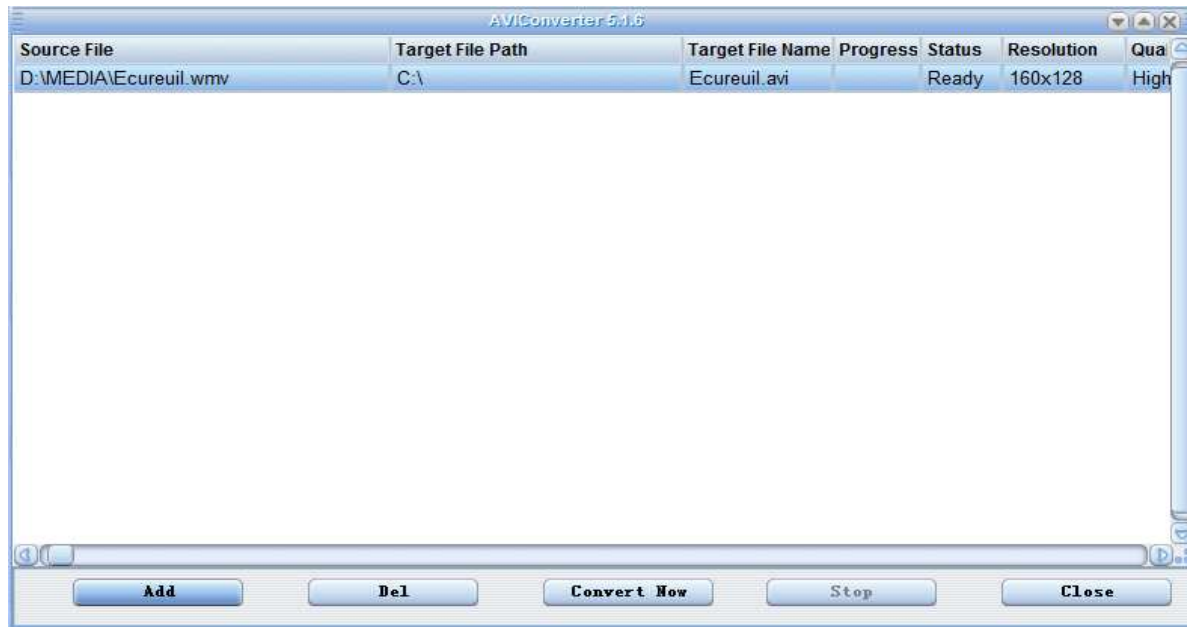 AVIConverter 5.1.6
Source File Target File Path Target File Name Progress Status Resolution Qua
D:\MEDIA\Ecureuil.wmv C:\ Ecureuil.avi Ready 160x128 High
Add Del Convert Now Stop Close